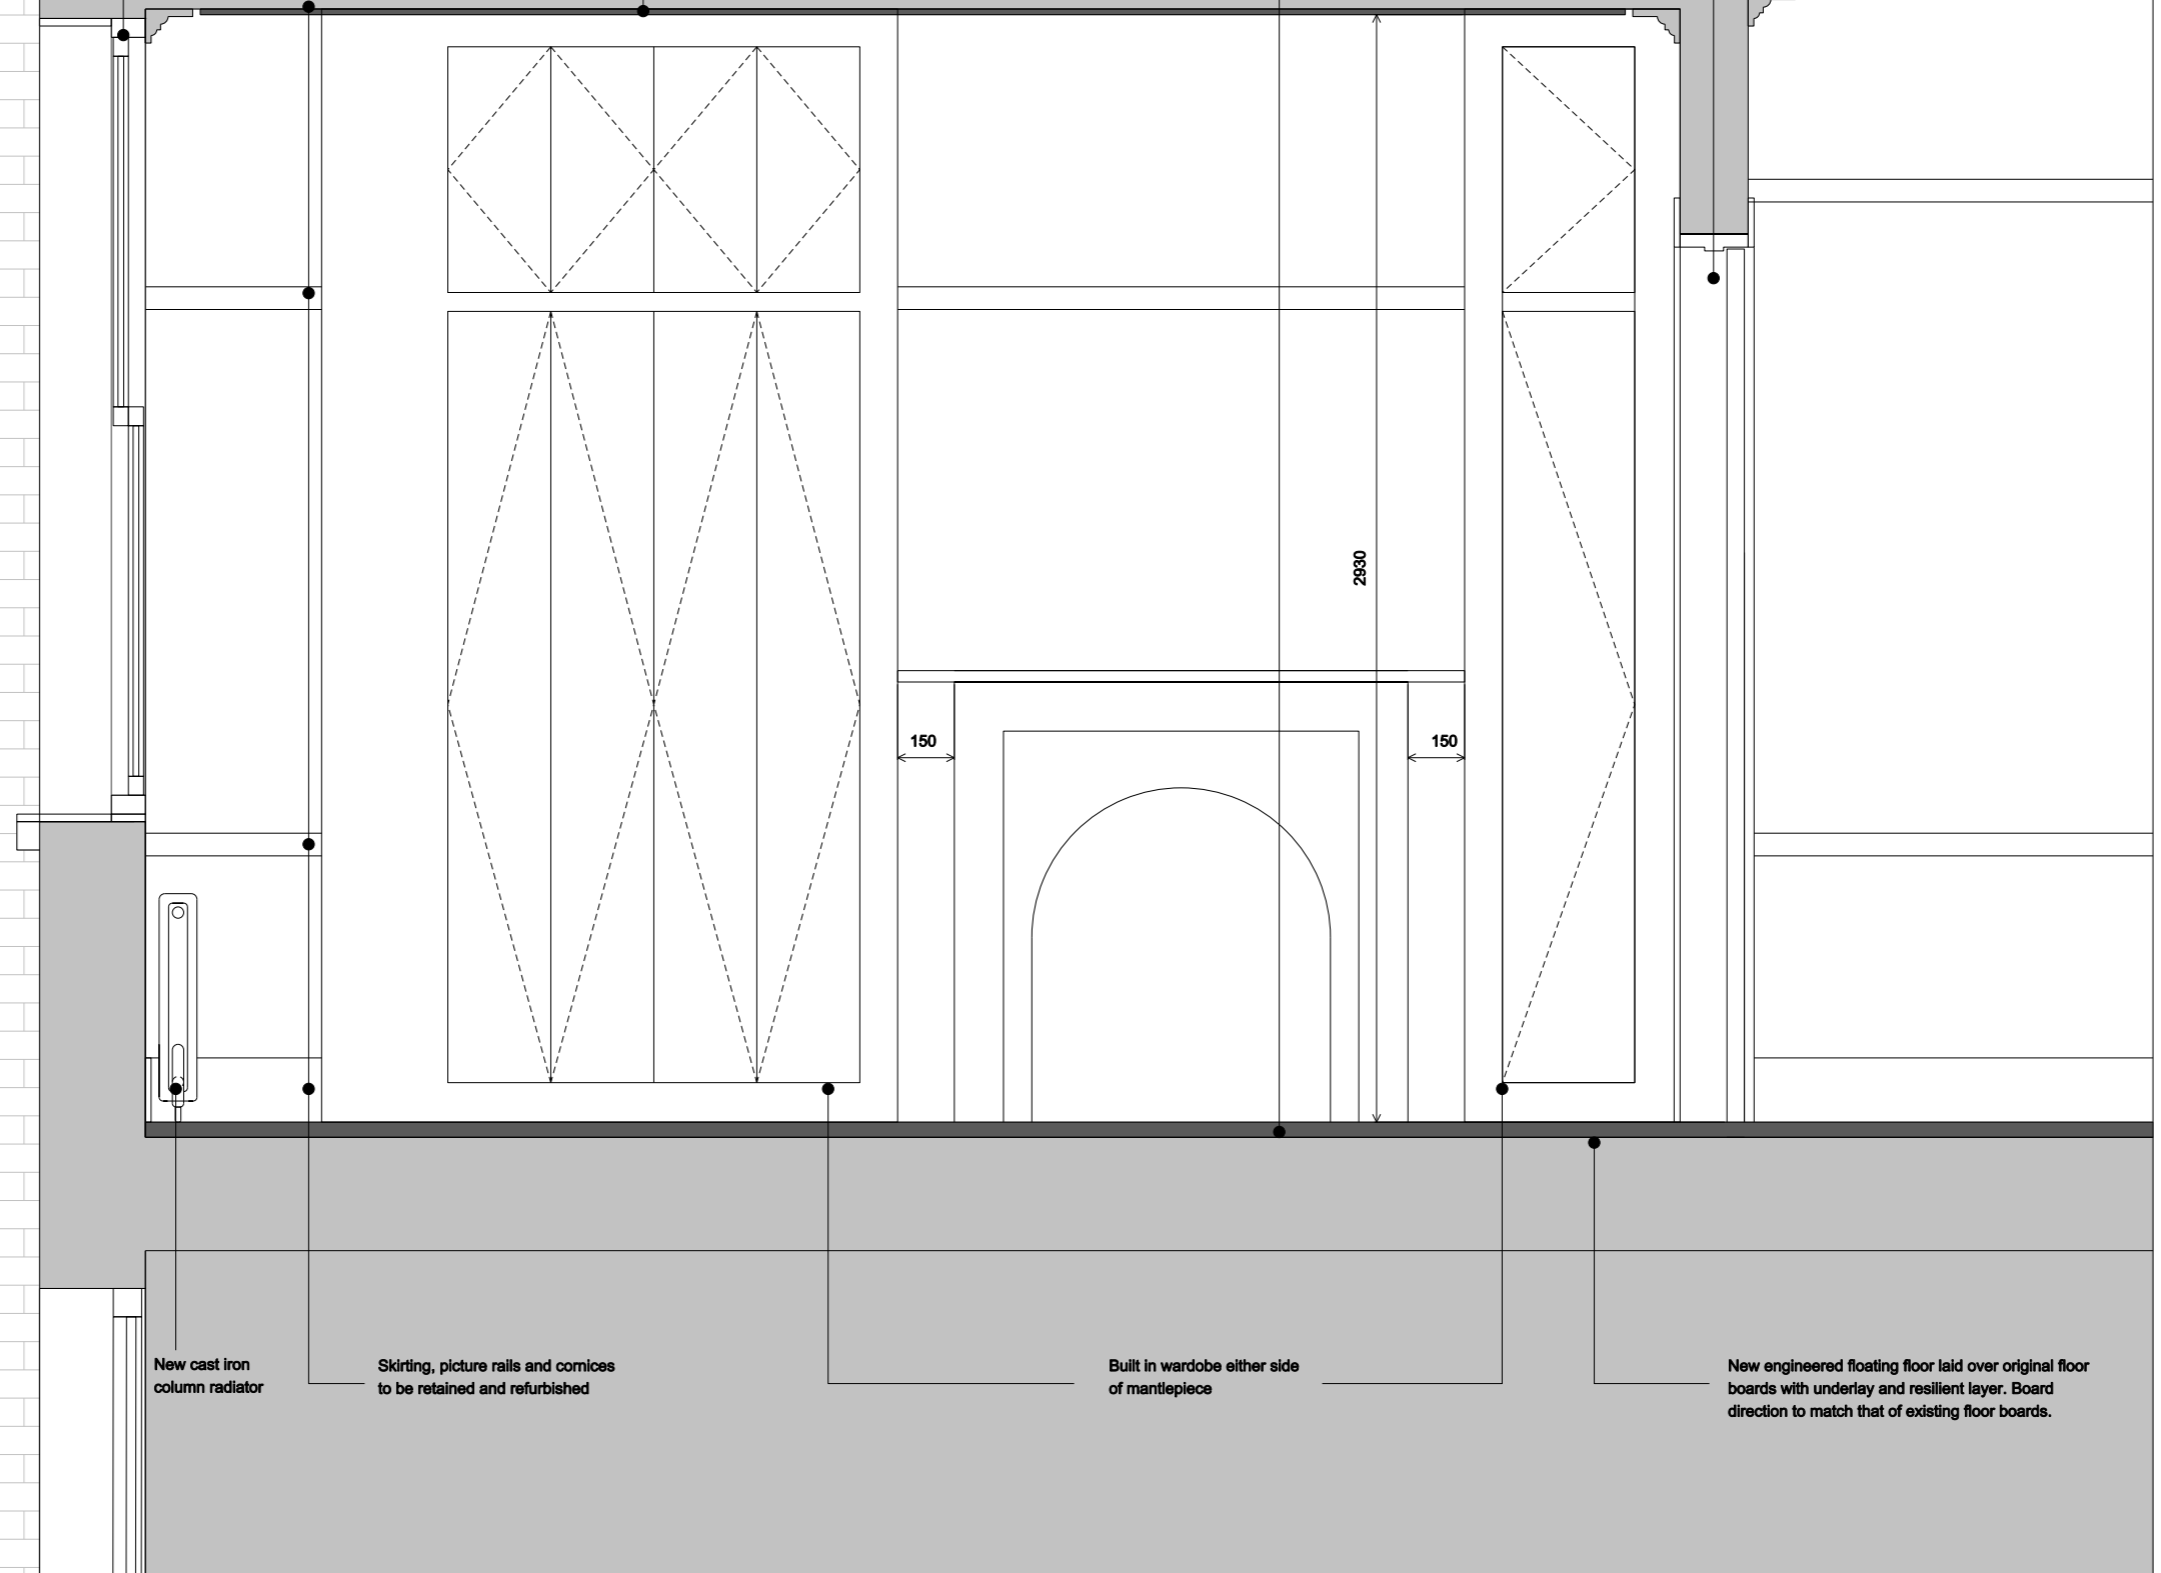 2930
150
150
New cast iron
column radiator
Skirting, picture rails and cornices
to be retained and refurbished
Built in wardobe either side
of mantlepiece
New engineered floating floor laid over original floor
boards with underlay and resilient layer. Board
direction to match that of existing floor boards.